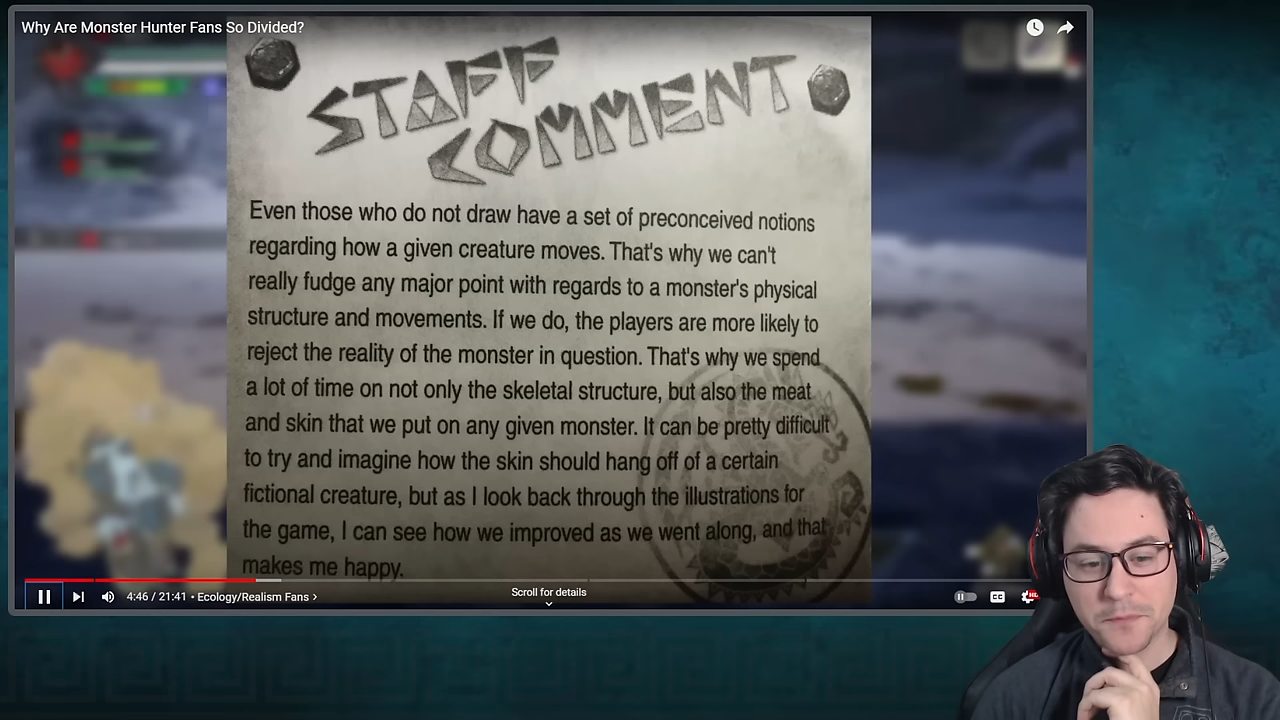 Why Are Monster Hunter Fans So Divided?
STAFF
COMMENT
Even those who do not draw have a set of preconceived notions
regarding how a given creature moves. That's why we can't
really fudge any major point with regards to a monster's physical
structure and movements. If we do, the players are more likely to
reject the reality of the monster in question. That's why we spend
a lot of time on not only the skeletal structure, but also the meat
and skin that we put on any given monster. It can be pretty difficult
to try and imagine how the skin should hang off of a certain
fictional creature, but as I look back through the illustrations for
the game, I can see how we improved as we went along, and that
makes me happy.
4:46 / 21:41 • Ecology/Realism Fans ›
Scroll for details
CC